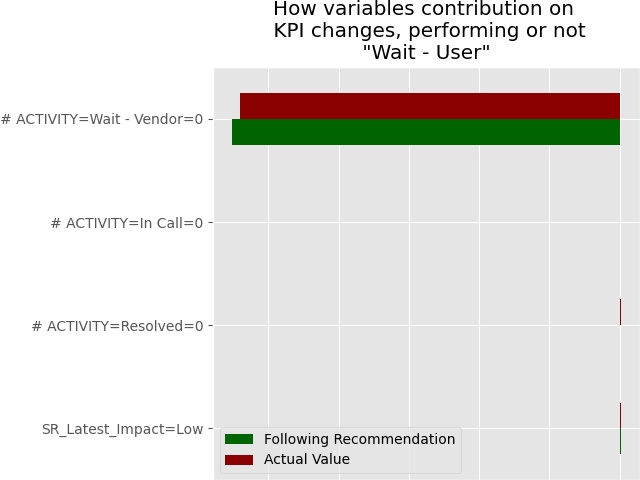 How variables contribution on
KPI changes, performing or not
"Wait - User"
# ACTIVITY=Wait - Vendor=0
# ACTIVITY=In Call=0
# ACTIVITY=Resolved=0
SR_Latest_Impact=Low
Following Recommendation
Actual Value